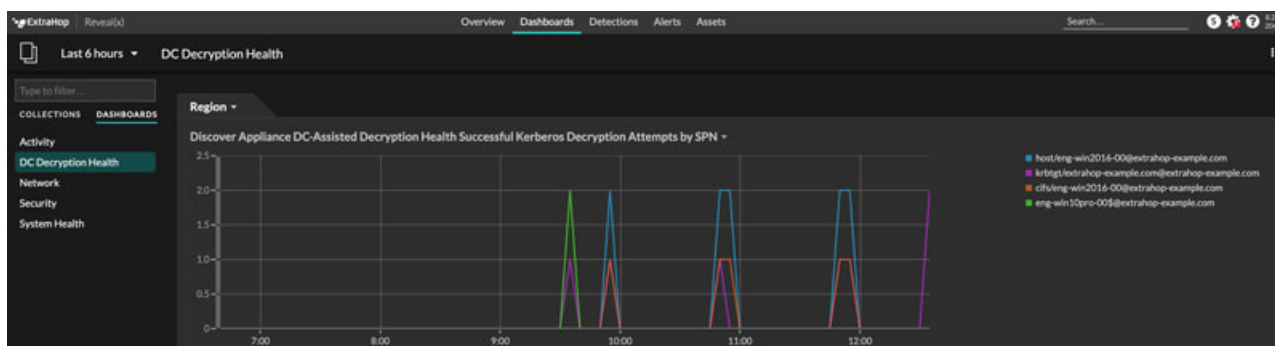 ExtraHop Reveal(x) Overview Dashboards Detections Alerts Assets Search...
Last 6 hours DC Decryption Health
Type to filter...
COLLECTIONS DASHBOARDS
Activity
DC Decryption Health
Network
Security
System Health
Region
Discover Appliance DC-Assisted Decryption Health Successful Kerberos Decryption Attempts by SPN
2.5
2.0
1.5
1.0
0.5
0
7:00 8:00 9:00 10:00 11:00 12:00
host/eng-win2016-00@extrahop-example.com
krbtgt/extrahop-example.com@extrahop-example.com
cifs/eng-win2016-00@extrahop-example.com
eng-win10pro-00$@extrahop-example.com